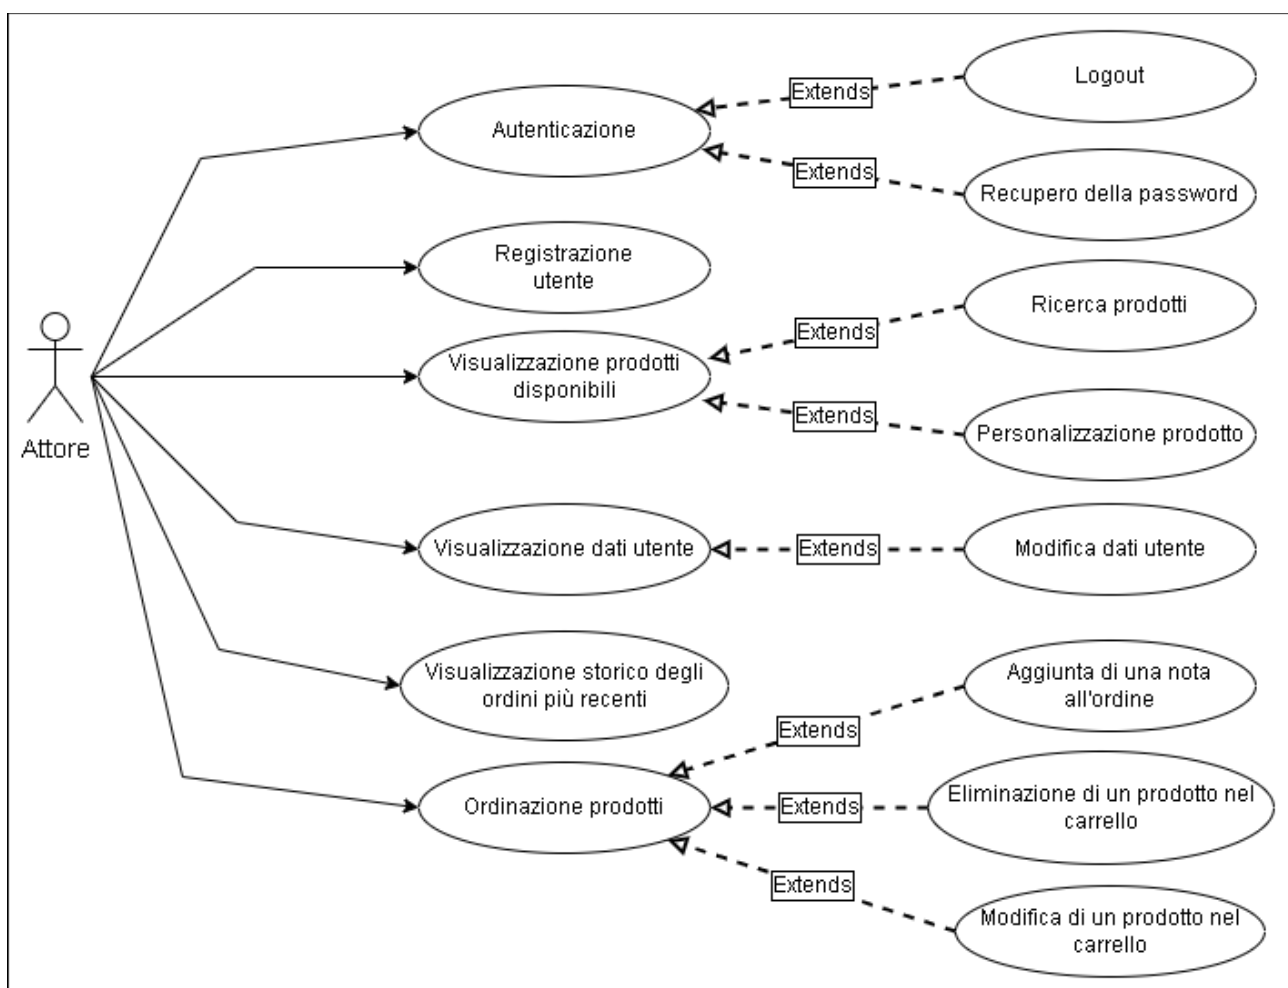 Logout
Extends
Autenticazione
Extends
Recupero della password
Registrazione
utente
Ricerca prodotti
Extends
Visualizzazione prodotti
disponibili
Extends
Personalizzazione prodotto
Attore
Visualizzazione dati utente
Extends
Modifica dati utente
Visualizzazione storico degli
ordini più recenti
Aggiunta di una nota
all'ordine
Extends
Ordinazione prodotti
Extends
Eliminazione di un prodotto nel
carrello
Extends
Modifica di un prodotto nel
carrello